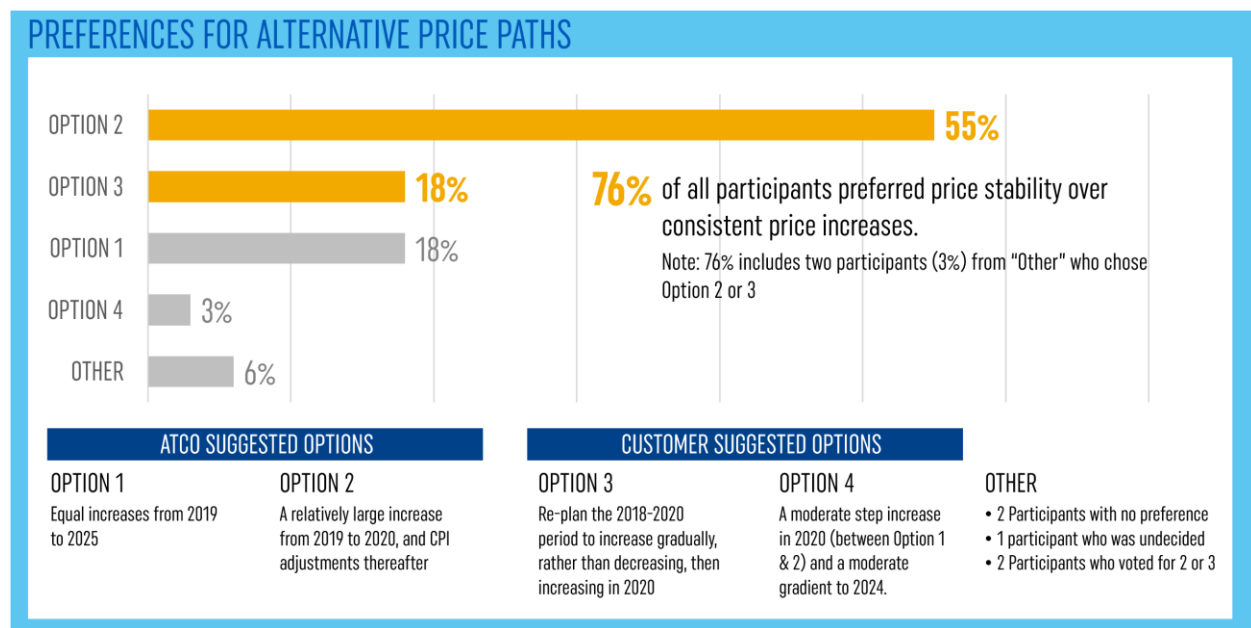 PREFERENCES FOR ALTERNATIVE PRICE PATHS
OPTION 2
55%
OPTION 3
18%
OPTION 1
18%
OPTION 4
3%
OTHER
6%
76% of all participants preferred price stability over
consistent price increases.
Note: 76% includes two participants (3%) from “Other” who chose
Option 2 or 3
ATCO SUGGESTED OPTIONS
OPTION 1
Equal increases from 2019
to 2025
OPTION 2
A relatively large increase
from 2019 to 2020, and CPI
adjustments thereafter
CUSTOMER SUGGESTED OPTIONS
OPTION 3
Re-plan the 2018-2020
period to increase gradually,
rather than decreasing, then
increasing in 2020
OPTION 4
A moderate step increase
in 2020 (between Option 1
& 2) and a moderate
gradient to 2024.
OTHER
• 2 Participants with no preference
• 1 participant who was undecided
• 2 Participants who voted for 2 or 3